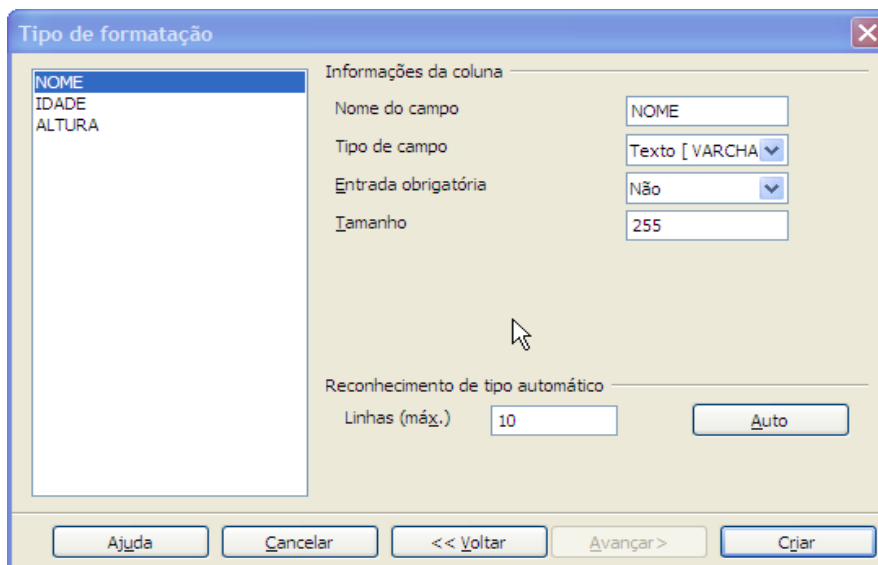 Tipo de formatação
NOME
IDADE
ALTURA
Informações da coluna
Nome do campo
NOME
Tipo de campo
Texto [ VARCHA
Entrada obrigatória
Não
Tamanho
255
Reconhecimento de tipo automático
Linhas (máx.)
10
Auto
Ajuda
Cancelar
<< Voltar
Avançar>
Criar